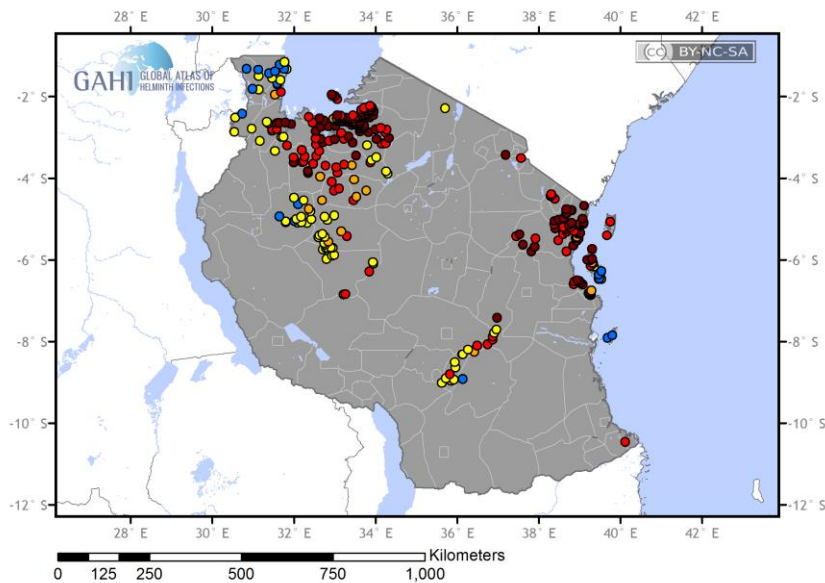 28° E 30° E 32° E 34° E 36° E 38° E 40° E 42° E
GAHI GLOBAL ATLAS OF
HELMINTH INFECTIONS
CC BY-NC-SA
-2° S -2° S
-4° S -4° S
-6° S -6° S
-8° S -8° S
-10° S -10° S
-12° S -12° S
28° E 30° E 32° E 34° E 36° E 38° E 40° E 42° E
Kilometers
0 125 250 500 750 1,000